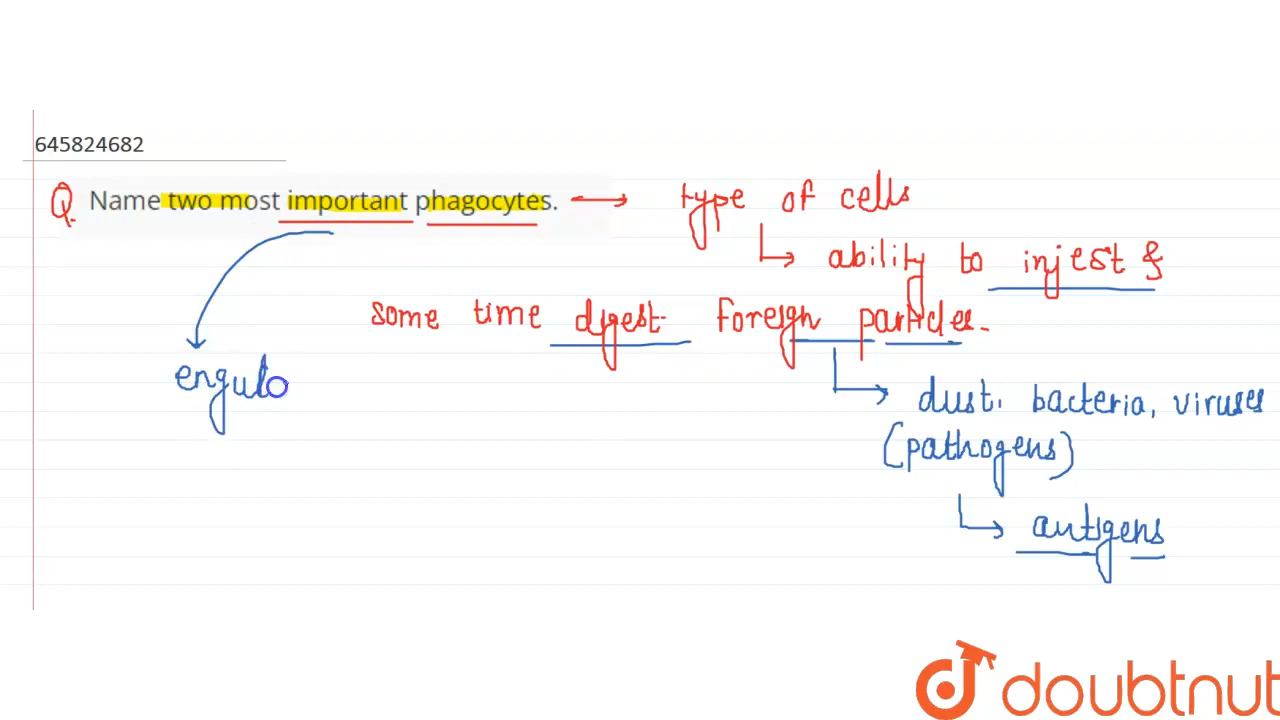 645824682
Q. Name two most important phagocytes. → type of cells
ability to injest &
some time digest foreign particles.
engulo
dust, bacteria, viruses
(pathogens)
antigens
doubtnut